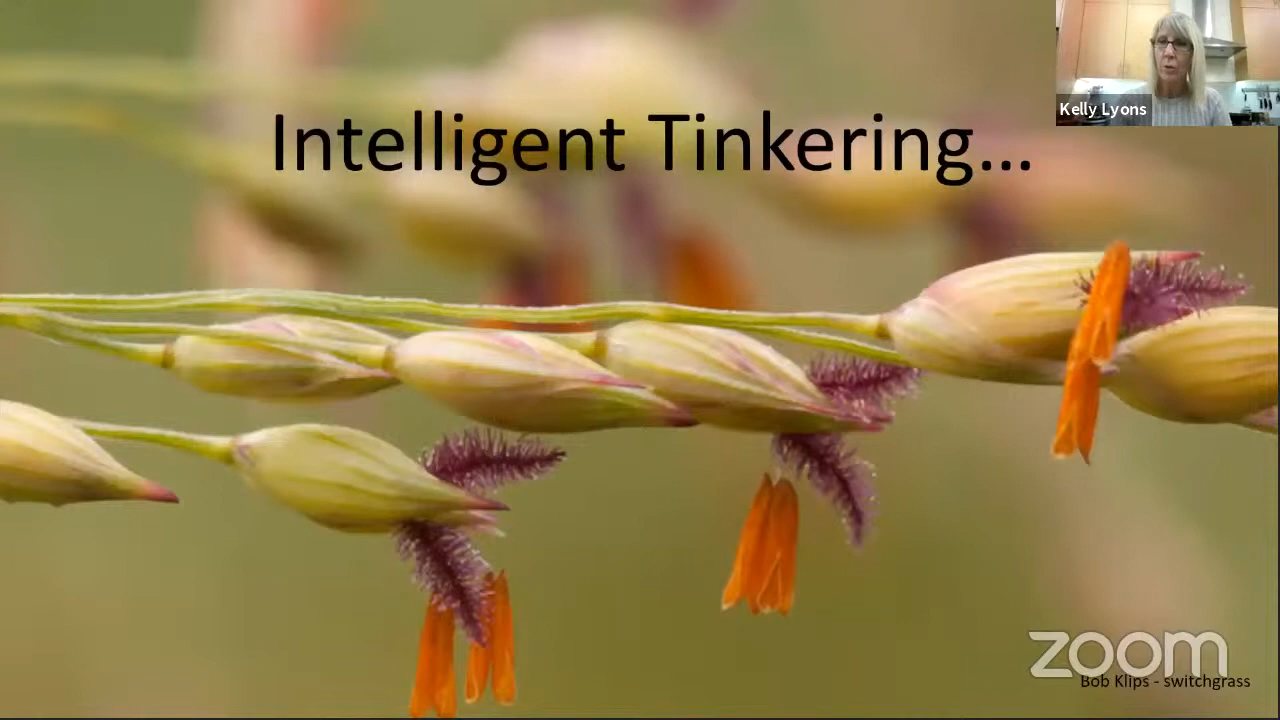 Intelligent Tinkering...
Kelly Lyons
zoom
Bob Klips - switchgrass